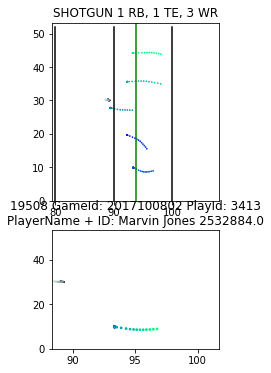 SHOTGUN 1 RB, 1 TE, 3 WR
50
40
30
20
10
0
80 90 100
19508 GameId: 2017100802 PlayId: 3413
PlayerName + ID: Marvin Jones 2532884.0
40
20
0
90 95 100